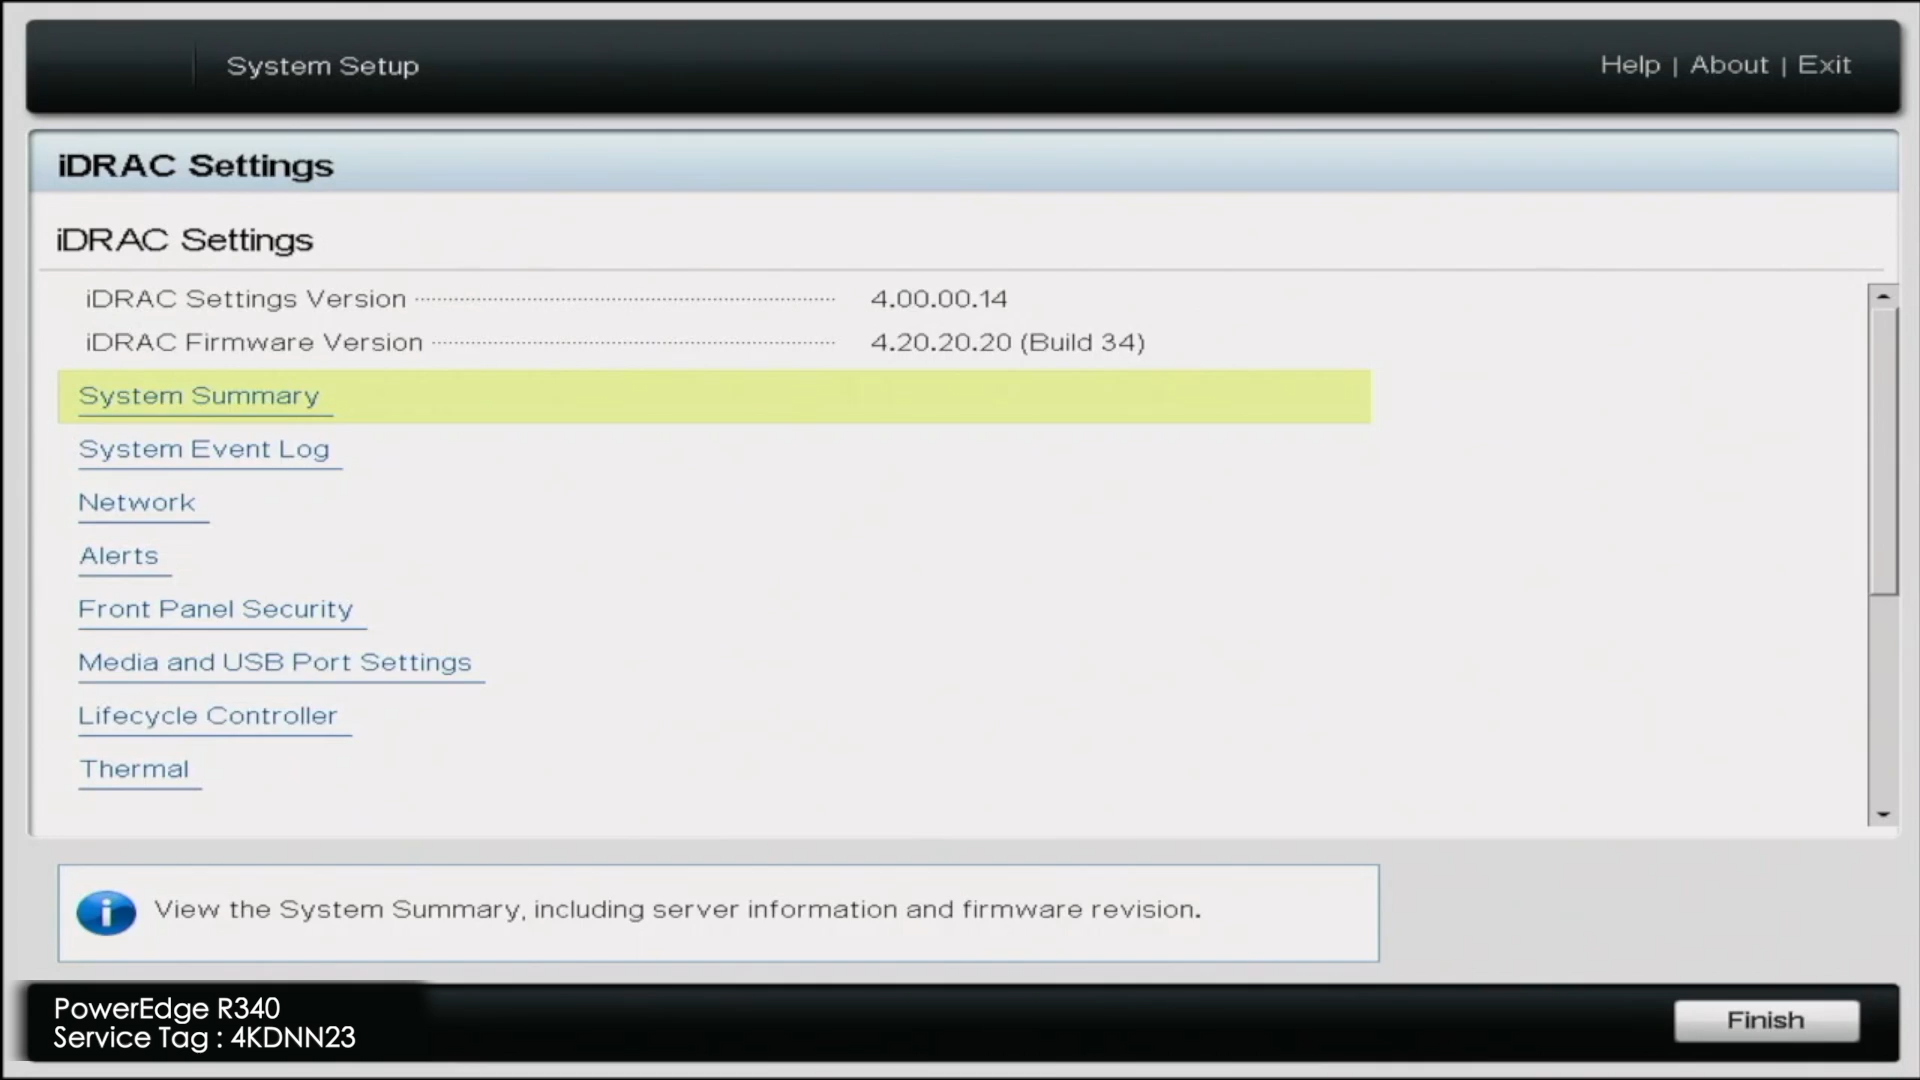 System Setup
Help | About | Exit
iDRAC Settings
iDRAC Settings
iDRAC Settings Version 4.00.00.14
iDRAC Firmware Version 4.20.20.20 (Build 34)
System Summary
System Event Log
Network
Alerts
Front Panel Security
Media and USB Port Settings
Lifecycle Controller
Thermal
View the System Summary, including server information and firmware revision.
PowerEdge R340
Service Tag : 4KDNN23
Finish